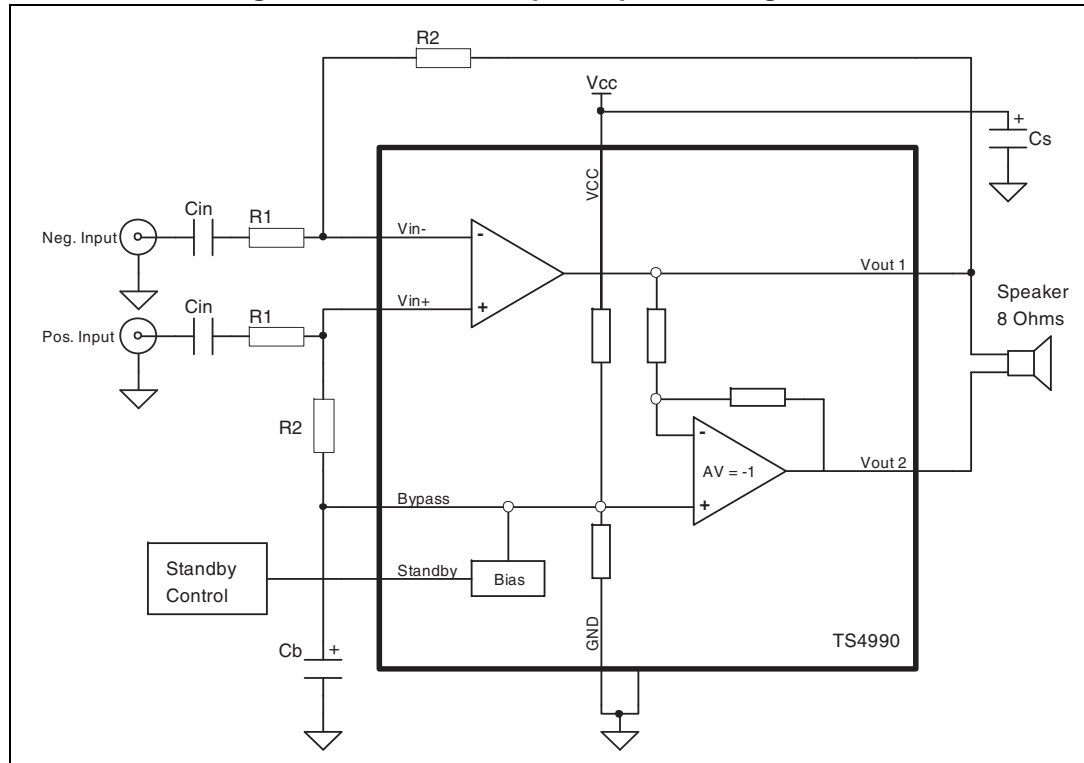 R2
Vcc
+
Cs
VCC
Cin
R1
Vin-
-
Neg. Input
Vout 1
Cin
R1
Vin+
+
Pos. Input
Speaker
8 Ohms
R2
-
AV = -1
Vout 2
Bypass
+
Standby
Control
Standby
Bias
GND
TS4990
Cb
+